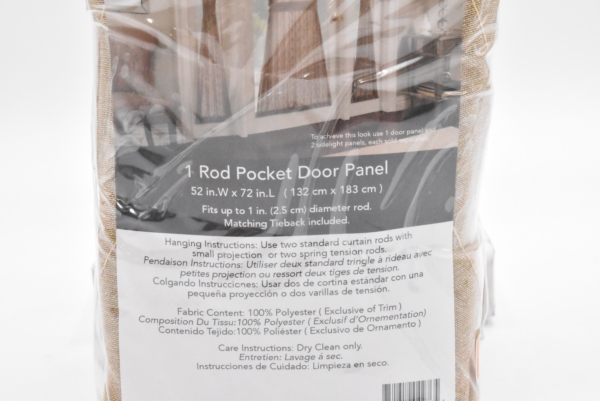 To achieve this look use 1 door panel and
2 sidelight panels, each sold separately.
1 Rod Pocket Door Panel
52 in.W x 72 in.L ( 132 cm x 183 cm )
Fits up to 1 in. (2.5 cm) diameter rod.
Matching Tieback included.
Hanging Instructions: Use two standard curtain rods with
small projection or two spring tension rods.
Pendaison Instructions: Utiliser deux standard tringle à rideau avec
petites projection ou ressort deux tiges de tension.
Colgando Instrucciones: Usar dos de cortina estándar con una
pequeña proyección o dos varillas de tensión.
Fabric Content: 100% Polyester ( Exclusive of Trim )
Composition Du Tissu:100% Polyester ( Exclusif d'Ornementation)
Contenido Tejido:100% Poliéster ( Exclusivo de Ornamento )
Care Instructions: Dry Clean only.
Entretien: Lavage á sec.
Instrucciones de Cuidado: Limpieza en seco.